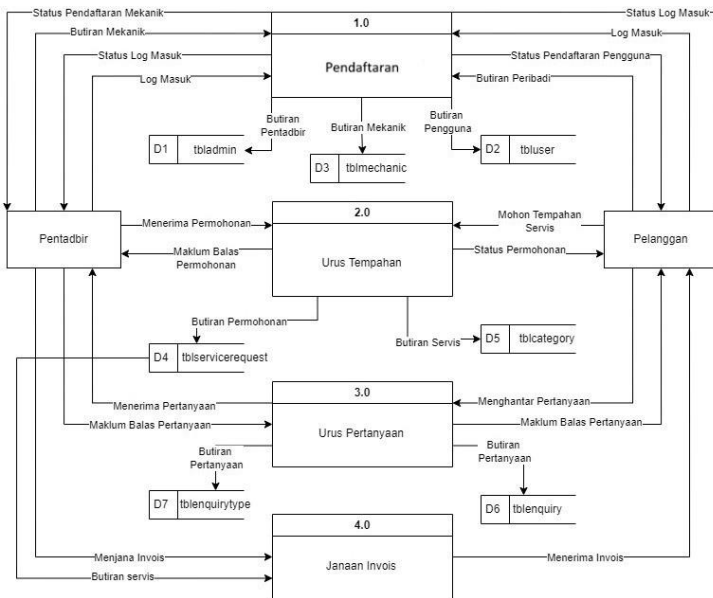 Status Pendaftaran Mekanik
Status Log Masuk
Butiran Mekanik
1.0
Log Masuk
Status Log Masuk
Pendaftaran
Status Pendaftaran Pengguna
Log Masuk
Butiran Peribadi
Butiran
Pentadbir
Butiran Mekanik
Butiran
Pengguna
D1 tbladmin
D3 tblmechanic
D2 tbluser
Pentadbir
Menerima Permohonan
2.0
Mohon Tempahan
Servis
Pelanggan
Maklum Balas
Permohonan
Urus Tempahan
Status Permohonan
Butiran Permohonan
Butiran Servis
D5 tblcategory
D4 tblservicerequest
3.0
Menerima Pertanyaan
Menghantar Pertanyaan
Maklum Balas Pertanyaan
Urus Pertanyaan
Maklum Balas Pertanyaan
Butiran
Pertanyaan
Butiran
Pertanyaan
D7 tblenquirytype
D6 tblenquiry
4.0
Menjana Invois
Janaan Invois
Menerima Invois
Butiran servis